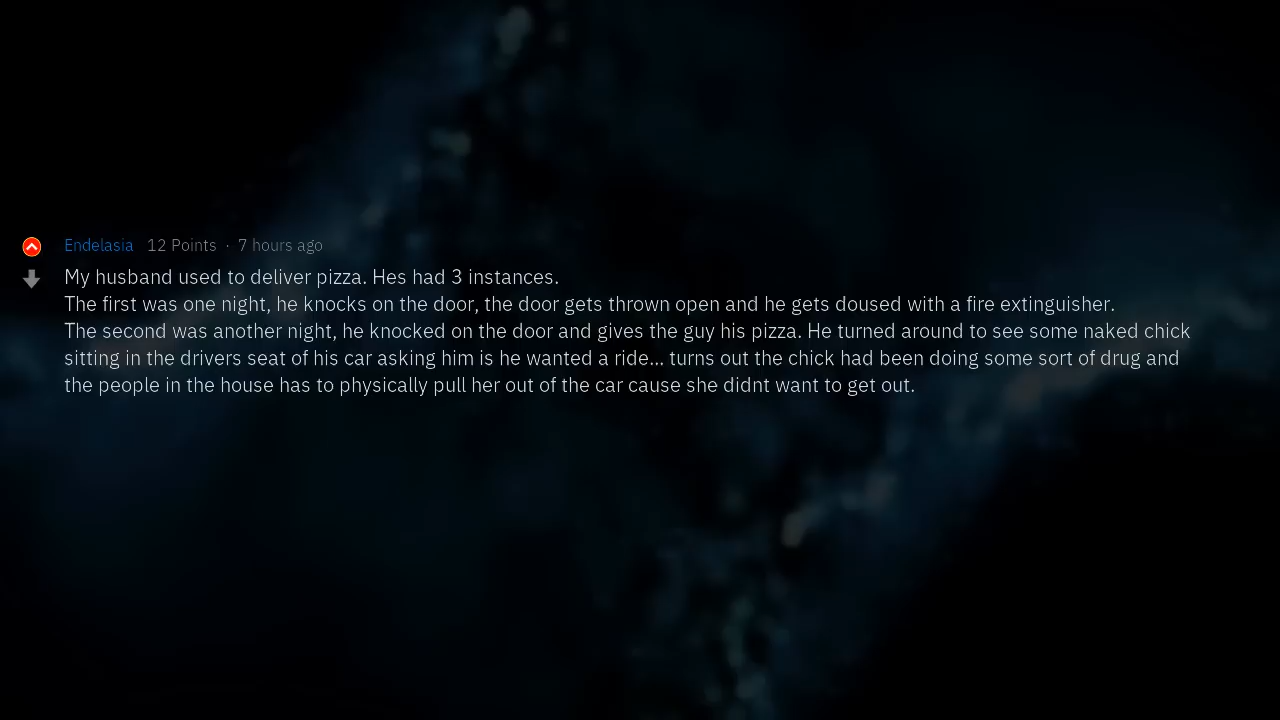 Endelasia 12 Points · 7 hours ago
My husband used to deliver pizza. Hes had 3 instances.
The first was one night, he knocks on the door, the door gets thrown open and he gets doused with a fire extinguisher.
The second was another night, he knocked on the door and gives the guy his pizza. He turned around to see some naked chick
sitting in the drivers seat of his car asking him is he wanted a ride... turns out the chick had been doing some sort of drug and
the people in the house has to physically pull her out of the car cause she didnt want to get out.